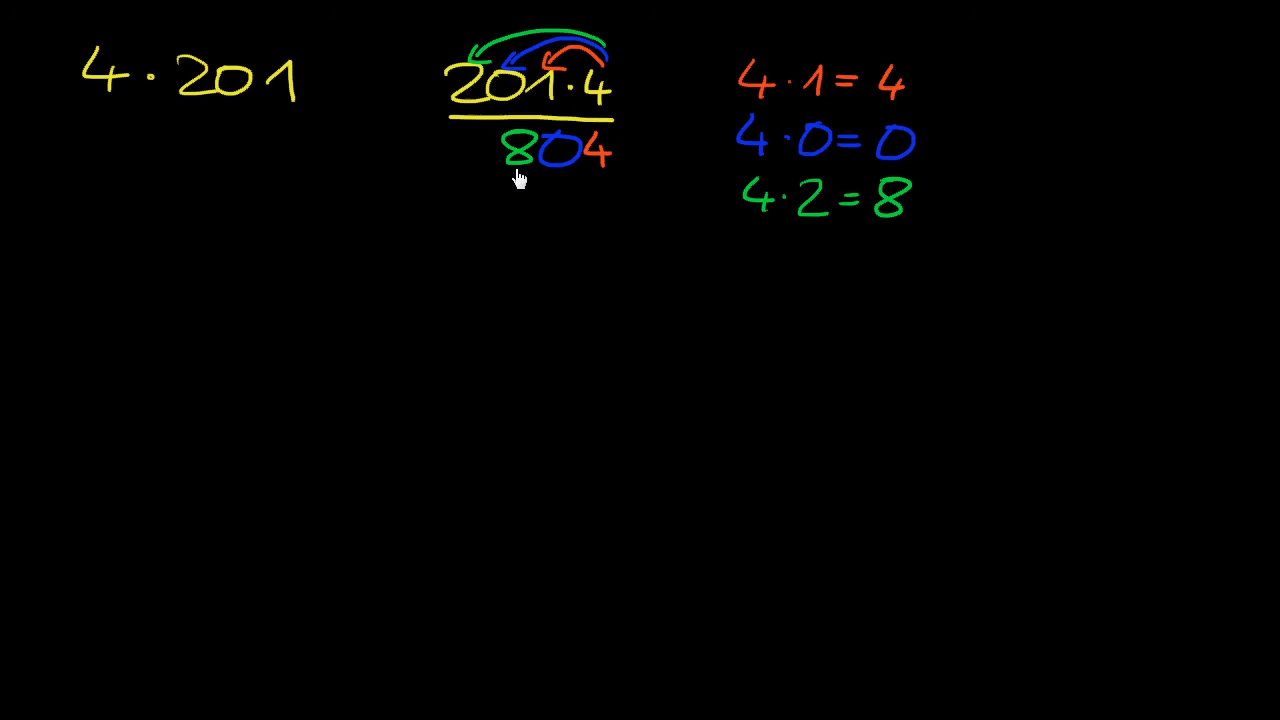 4 · 201
201 · 4
804
4 · 1 = 4
4 · 0 = 0
4 · 2 = 8